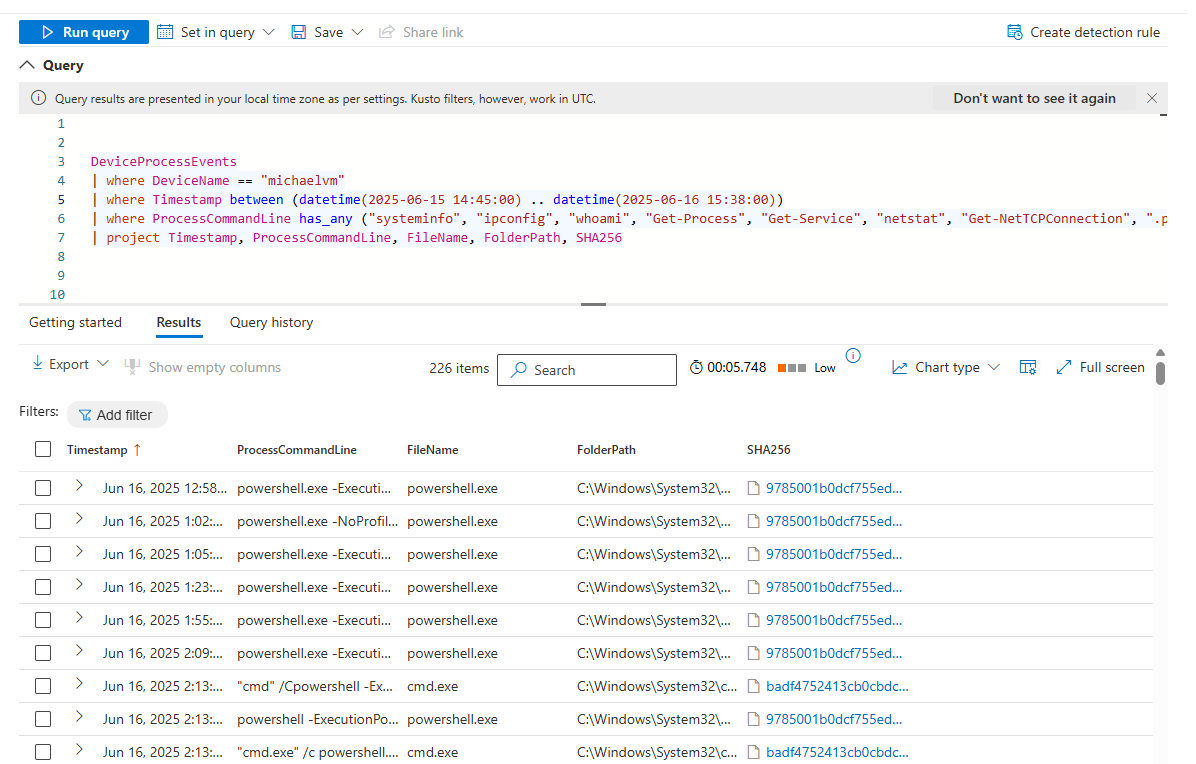 Run query Set in query Save Share link Create detection rule
Query
Query results are presented in your local time zone as per settings. Kusto filters, however, work in UTC. Don't want to see it again
1
2
3 DeviceProcessEvents
4 | where DeviceName == "michaelvm"
5 | where Timestamp between (datetime(2025-06-15 14:45:00) .. datetime(2025-06-16 15:38:00))
6 | where ProcessCommandLine has_any ("systeminfo", "ipconfig", "whoami", "Get-Process", "Get-Service", "netstat", "Get-NetTCPConnection", ".p
7 | project Timestamp, ProcessCommandLine, FileName, FolderPath, SHA256
8
9
10
Getting started Results Query history
Export Show empty columns 226 items Search 00:05.748 Low Chart type Full screen
Filters: Add filter
Timestamp ↑ ProcessCommandLine FileName FolderPath SHA256
Jun 16, 2025 12:58... powershell.exe -Executi... powershell.exe C:\Windows\System32\... 9785001b0dcf755ed...
Jun 16, 2025 1:02:... powershell.exe -NoProfil... powershell.exe C:\Windows\System32\... 9785001b0dcf755ed...
Jun 16, 2025 1:05:... powershell.exe -Executi... powershell.exe C:\Windows\System32\... 9785001b0dcf755ed...
Jun 16, 2025 1:23:... powershell.exe -Executi... powershell.exe C:\Windows\System32\... 9785001b0dcf755ed...
Jun 16, 2025 1:55:... powershell.exe -Executi... powershell.exe C:\Windows\System32\... 9785001b0dcf755ed...
Jun 16, 2025 2:09:... powershell.exe -Executi... powershell.exe C:\Windows\System32\... 9785001b0dcf755ed...
Jun 16, 2025 2:13:... "cmd" /Cpowershell -Ex... cmd.exe C:\Windows\System32\c... badf4752413cb0cbdc...
Jun 16, 2025 2:13:... powershell -ExecutionPo... powershell.exe C:\Windows\System32\... 9785001b0dcf755ed...
Jun 16, 2025 2:13:... "cmd.exe" /c powershell.... cmd.exe C:\Windows\System32\c... badf4752413cb0cbdc...